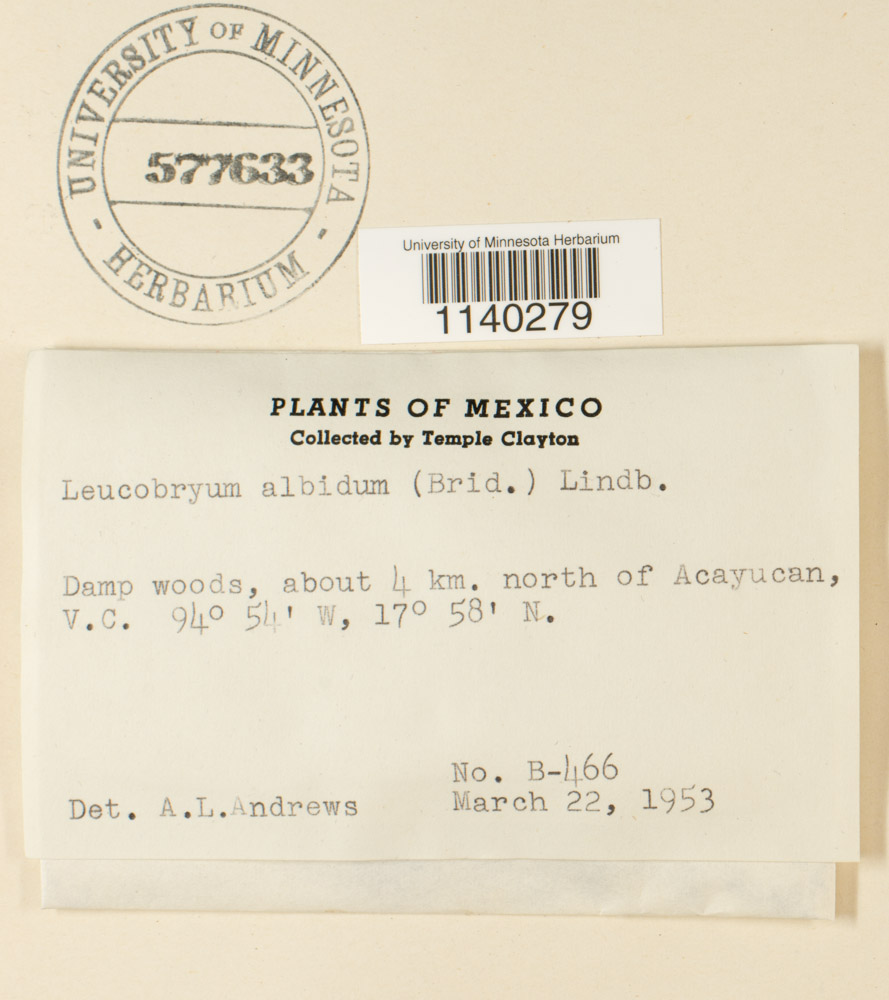 UNIVERSITY OF MINNESOTA
577633
- HERBARIUM -
University of Minnesota Herbarium
1140279
PLANTS OF MEXICO
Collected by Temple Clayton
Leucobryum albidum (Brid.) Lindb.
Damp woods, about 4 km. north of Acayucan,
V.C. 94º 54' W, 17º 58' N.
No. B-466
Det. A.L.Andrews March 22, 1953